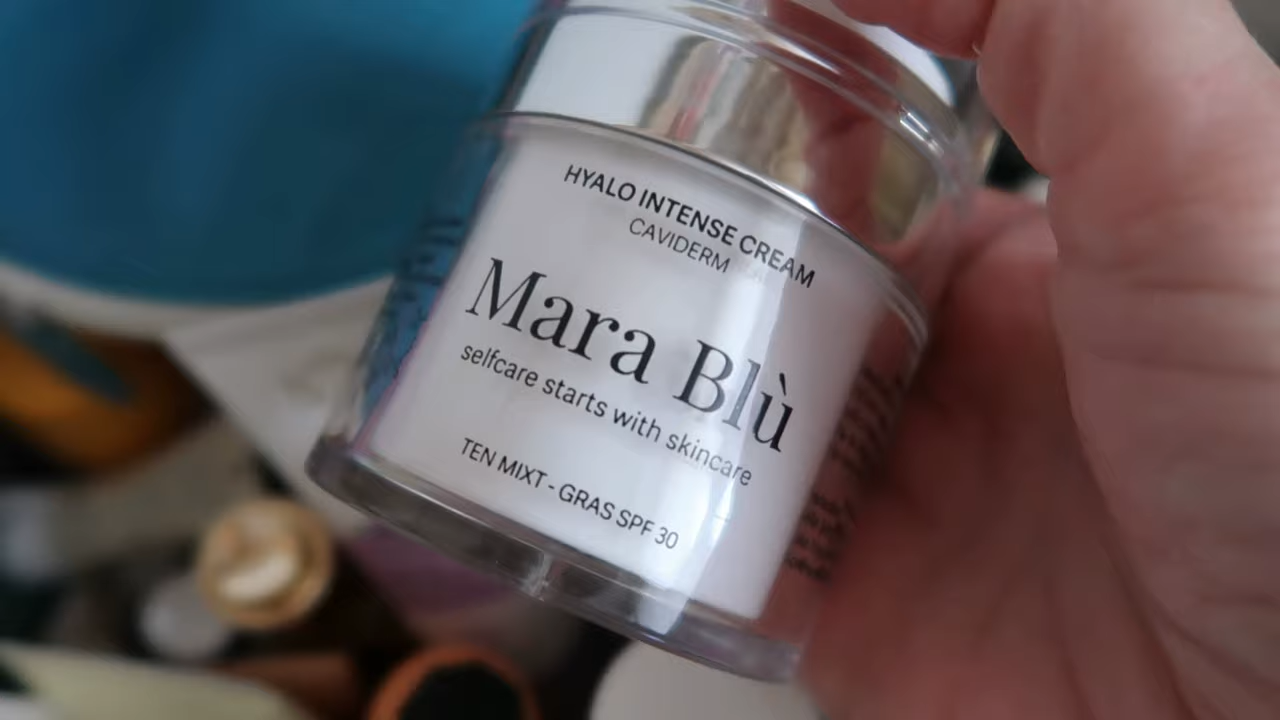 HYALO INTENSE CREAM
CAVIDERM
Mara Blù
selfcare starts with skincare
TEN MIXT - GRAS SPF 30